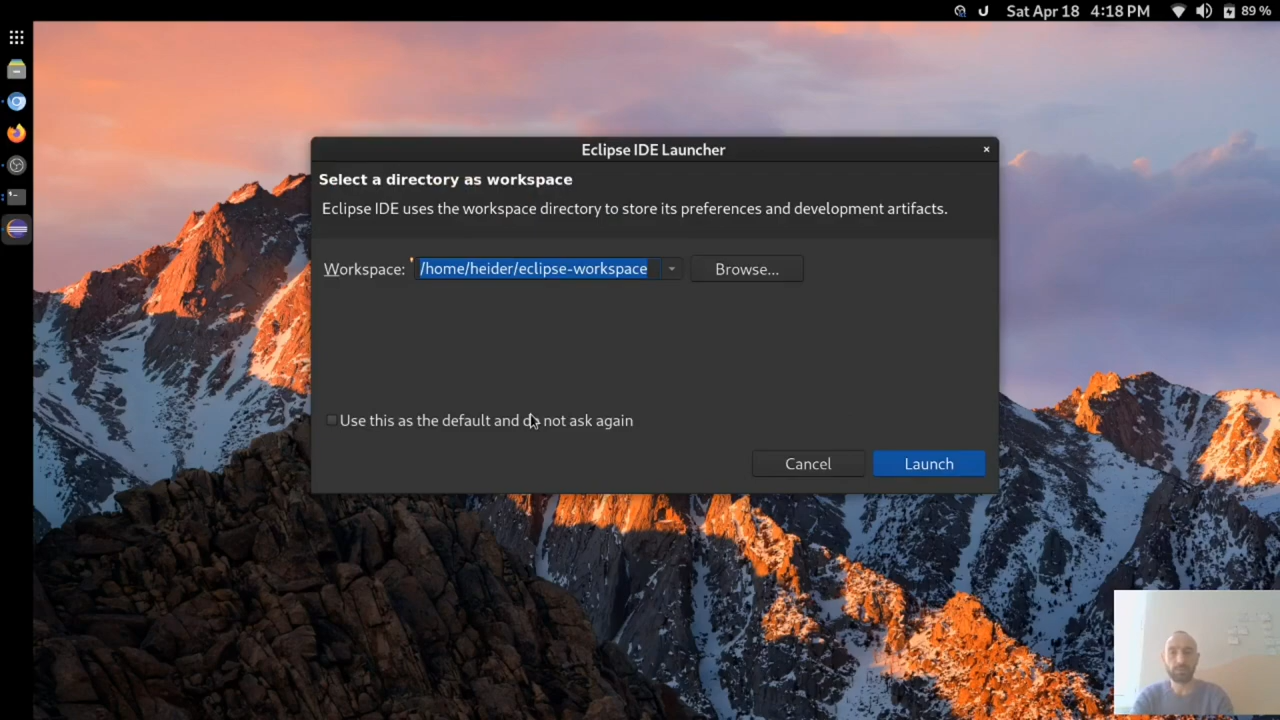 Sat Apr 18 4:18 PM 89 %
Eclipse IDE Launcher
Select a directory as workspace
Eclipse IDE uses the workspace directory to store its preferences and development artifacts.
Workspace: /home/heider/eclipse-workspace Browse...
Use this as the default and do not ask again
Cancel Launch